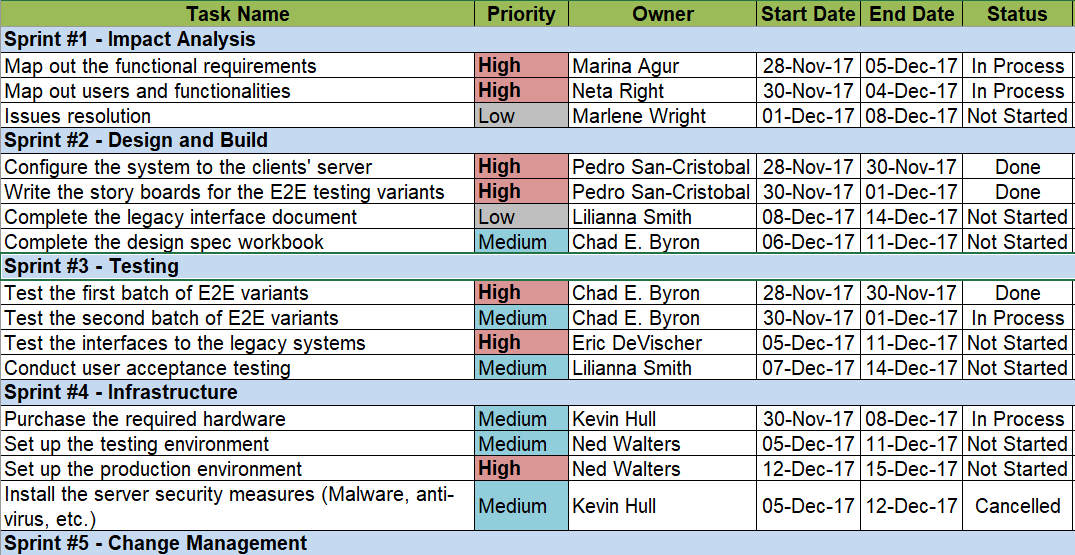 Task Name Priority Owner Start Date End Date Status
Sprint #1 - Impact Analysis
Map out the functional requirements High Marina Agur 28-Nov-17 05-Dec-17 In Process
Map out users and functionalities High Neta Right 30-Nov-17 04-Dec-17 In Process
Issues resolution Low Marlene Wright 01-Dec-17 08-Dec-17 Not Started
Sprint #2 - Design and Build
Configure the system to the clients' server High Pedro San-Cristobal 28-Nov-17 30-Nov-17 Done
Write the story boards for the E2E testing variants High Pedro San-Cristobal 30-Nov-17 01-Dec-17 Done
Complete the legacy interface document Low Lilianna Smith 08-Dec-17 14-Dec-17 Not Started
Complete the design spec workbook Medium Chad E. Byron 06-Dec-17 11-Dec-17 Not Started
Sprint #3 - Testing
Test the first batch of E2E variants High Chad E. Byron 28-Nov-17 30-Nov-17 Done
Test the second batch of E2E variants Medium Chad E. Byron 30-Nov-17 01-Dec-17 In Process
Test the interfaces to the legacy systems High Eric DeVischer 05-Dec-17 11-Dec-17 Not Started
Conduct user acceptance testing Medium Lilianna Smith 07-Dec-17 14-Dec-17 Not Started
Sprint #4 - Infrastructure
Purchase the required hardware Medium Kevin Hull 30-Nov-17 08-Dec-17 In Process
Set up the testing environment Medium Ned Walters 05-Dec-17 11-Dec-17 Not Started
Set up the production environment High Ned Walters 12-Dec-17 15-Dec-17 Not Started
Install the server security measures (Malware, anti-
virus, etc.) Medium Kevin Hull 05-Dec-17 12-Dec-17 Cancelled
Sprint #5 - Change Management